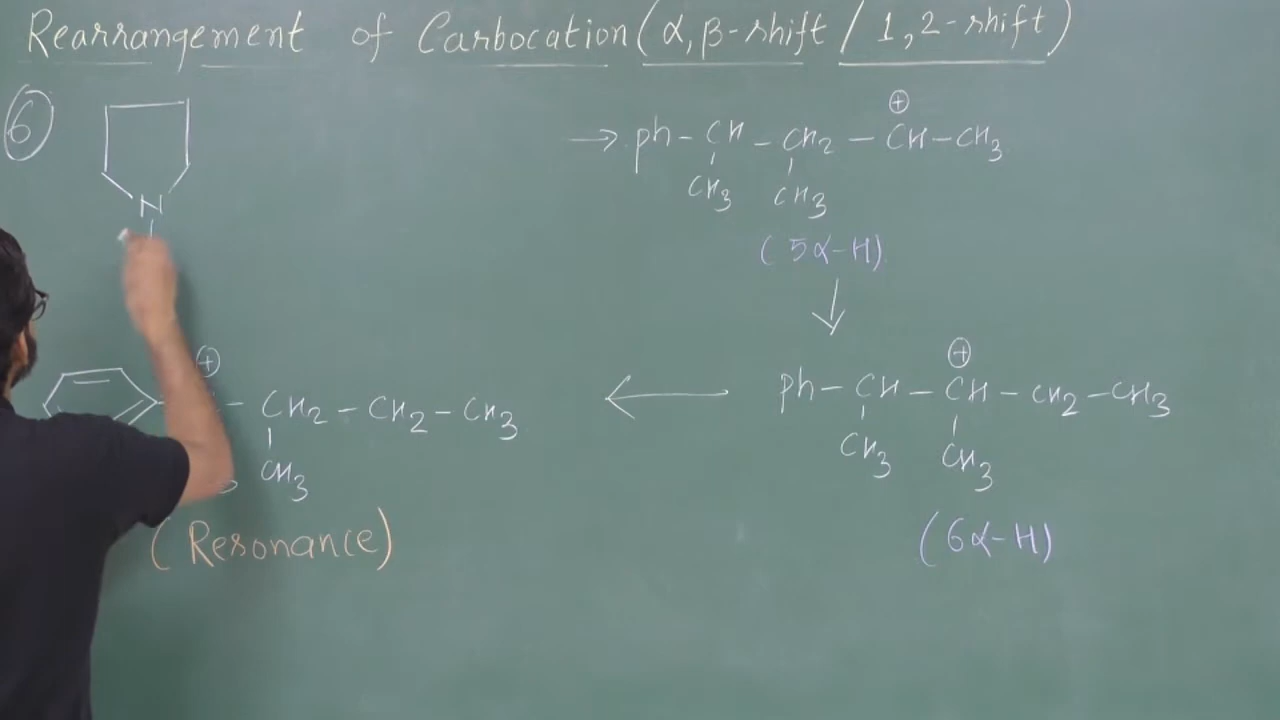 Rearrangement of Carbocation (α,β-shift / 1,2-shift)
6
N
→ ph - CH - CH2 - CH - CH3
⊕
CH3 CH3
(5α-H)
⊕ ⊕
- CH2 - CH2 - CH3 ← ph - CH - CH - CH2 - CH3
CH3 CH3 CH3
(Resonance) (6α-H)